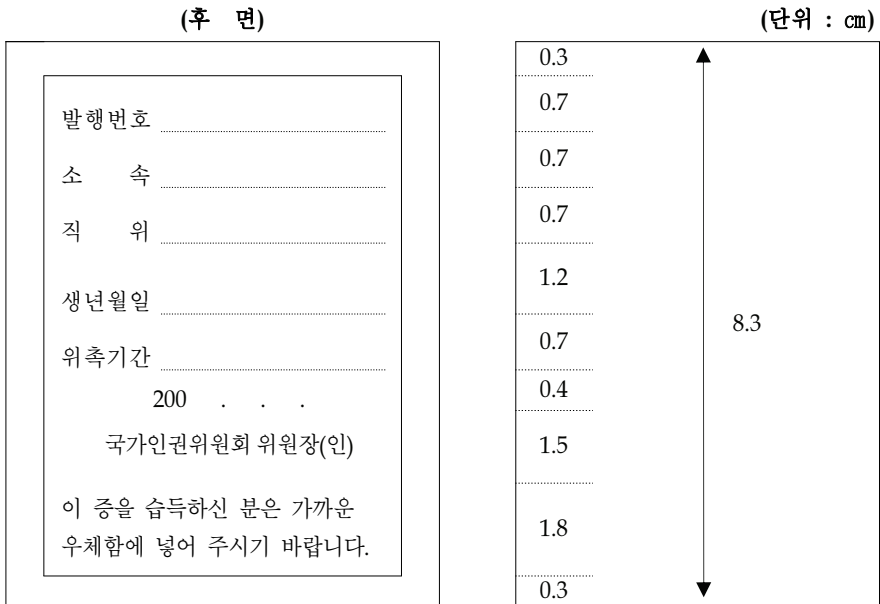 (후 면)
발행번호
소 속
직 위
생년월일
위촉기간
200 . . .
국가인권위원회 위원장(인)
이 증을 습득하신 분은 가까운
우체함에 넣어 주시기 바랍니다.
(단위 : ㎝)
0.3
0.7
0.7
0.7
1.2
0.7
0.4
1.5
1.8
0.3
8.3